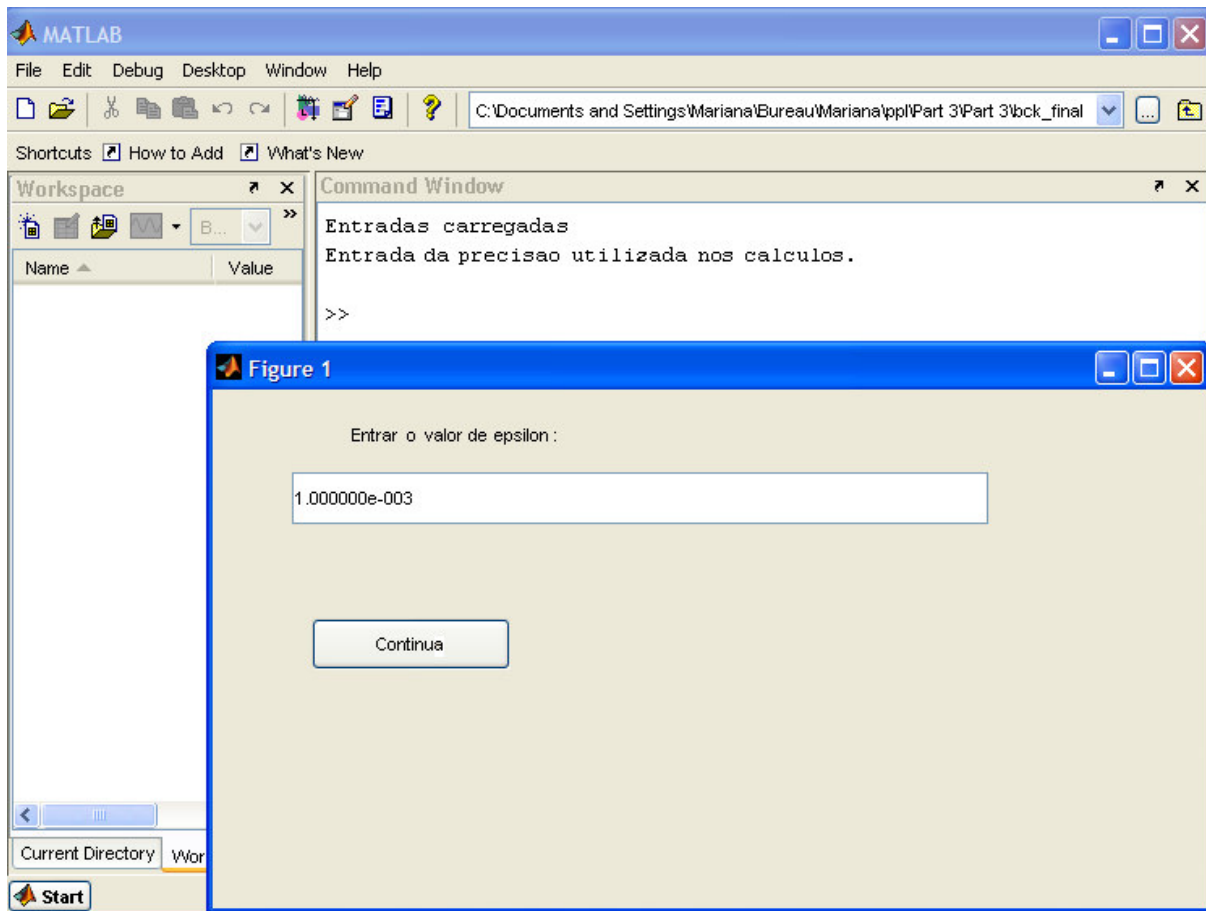 MATLAB
File Edit Debug Desktop Window Help
C:\Documents and Settings\Mariana\Bureau\Mariana\ppl\Part 3\Part 3\bck_final
Shortcuts How to Add What's New
Workspace
B...
Name Value
Command Window
Entradas carregadas
Entrada da precisao utilizada nos calculos.
>>
Figure 1
Entrar o valor de epsilon :
1.000000e-003
Continua
Current Directory Wor
Start